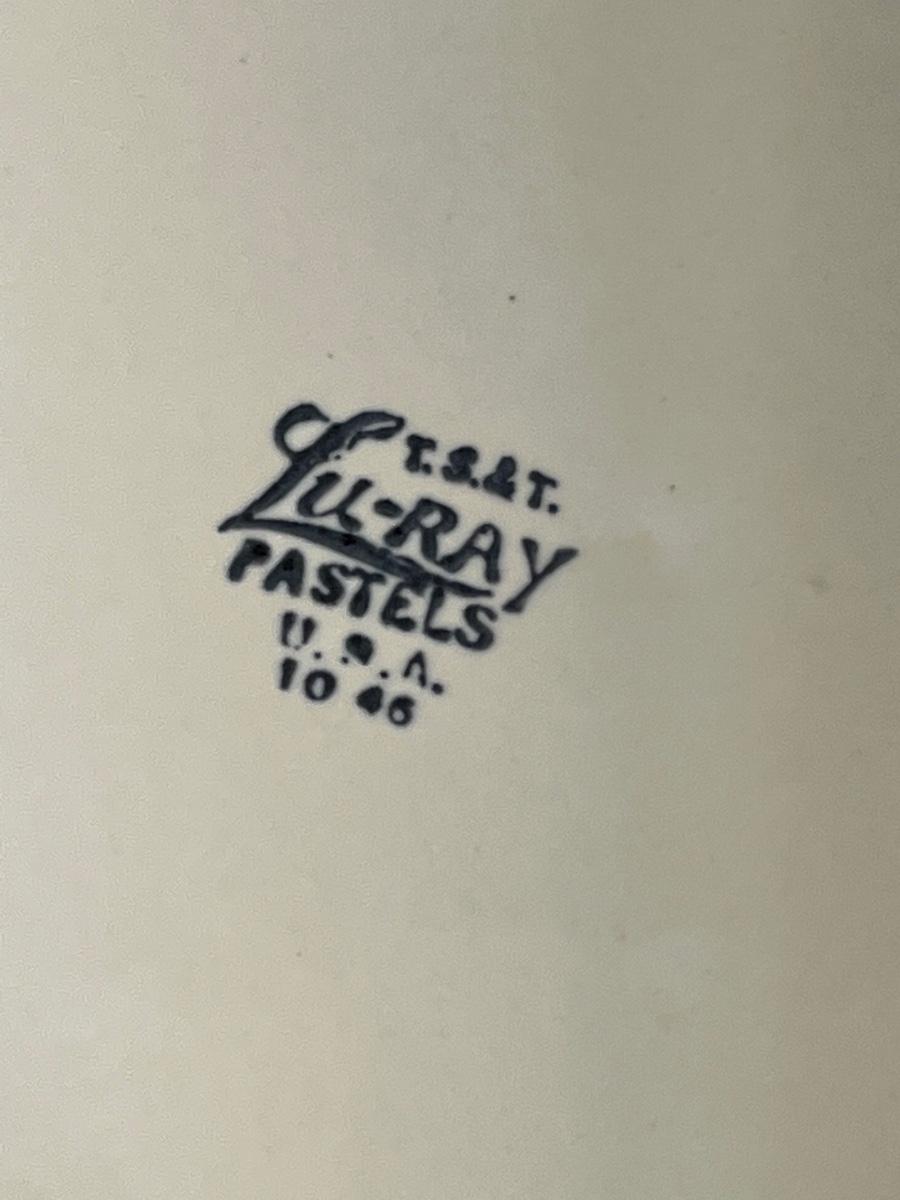 T.S.&T.
Lu-RAY
PASTELS
U.S.A.
10 46